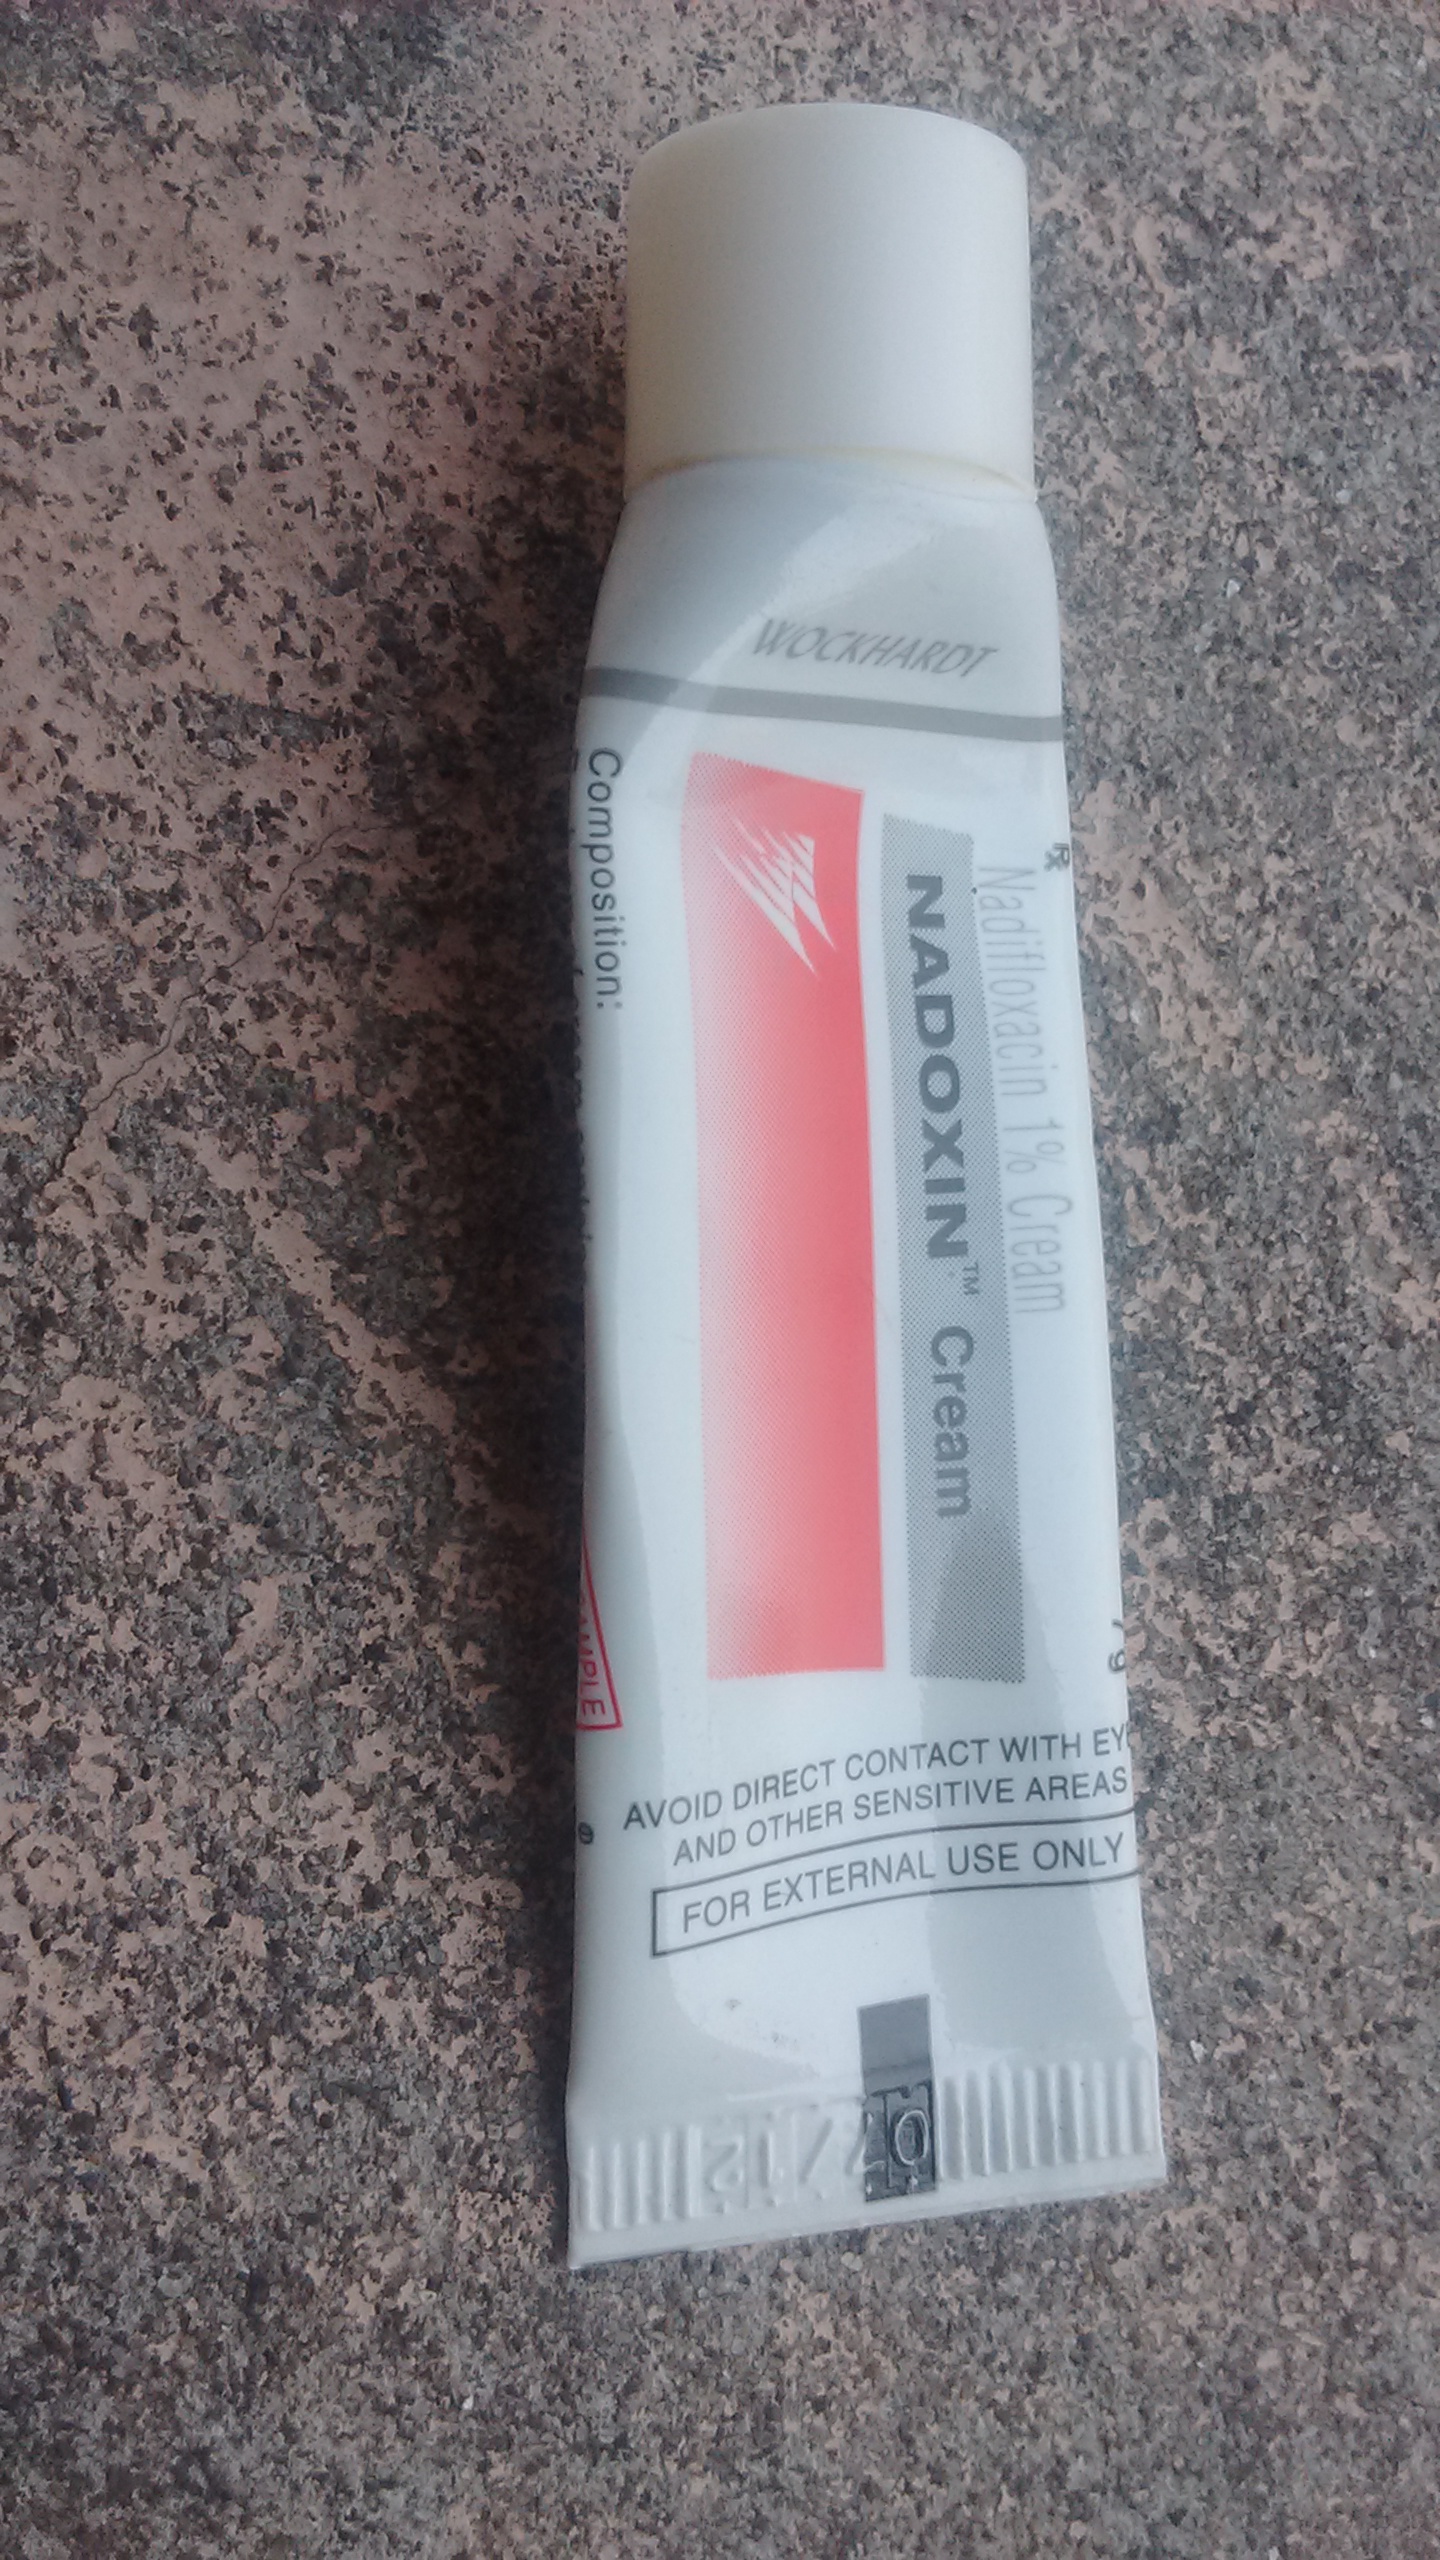 WOCKHARDT
Rx
Nadifloxacin 1% Cream
NADOXIN™ Cream
Composition:
AVOID DIRECT CONTACT WITH
AND OTHER SENSITIVE AREAS
FOR EXTERNAL USE ONLY